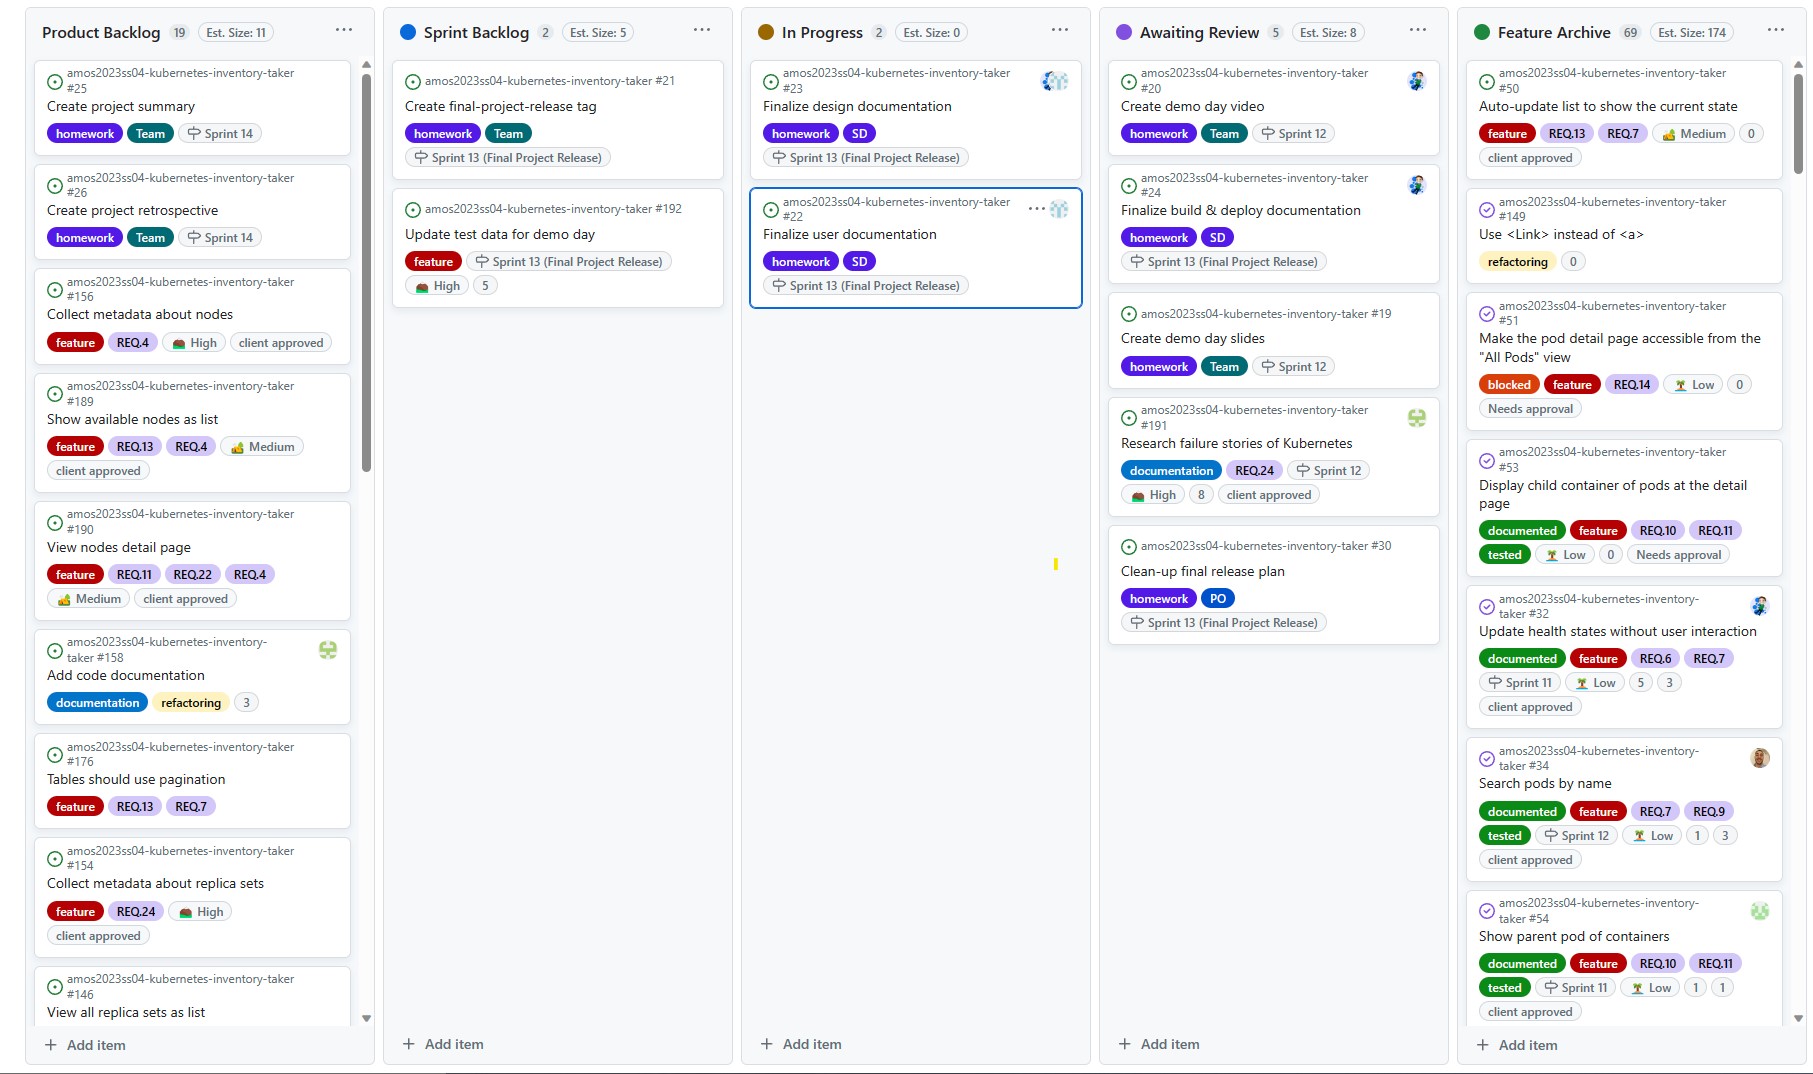 Product Backlog 19 Est. Size: 11
amos2023ss04-kubernetes-inventory-taker
#25
Create project summary
homework Team Sprint 14
amos2023ss04-kubernetes-inventory-taker
#26
Create project retrospective
homework Team Sprint 14
amos2023ss04-kubernetes-inventory-taker
#156
Collect metadata about nodes
feature REQ.4 High client approved
amos2023ss04-kubernetes-inventory-taker
#189
Show available nodes as list
feature REQ.13 REQ.4 Medium
client approved
amos2023ss04-kubernetes-inventory-taker
#190
View nodes detail page
feature REQ.11 REQ.22 REQ.4
Medium client approved
amos2023ss04-kubernetes-inventory-
taker #158
Add code documentation
documentation refactoring 3
amos2023ss04-kubernetes-inventory-taker
#176
Tables should use pagination
feature REQ.13 REQ.7
amos2023ss04-kubernetes-inventory-taker
#154
Collect metadata about replica sets
feature REQ.24 High
client approved
amos2023ss04-kubernetes-inventory-taker
#146
View all replica sets as list
Add item
Sprint Backlog 2 Est. Size: 5
amos2023ss04-kubernetes-inventory-taker #21
Create final-project-release tag
homework Team
Sprint 13 (Final Project Release)
amos2023ss04-kubernetes-inventory-taker #192
Update test data for demo day
feature Sprint 13 (Final Project Release)
High 5
Add item
In Progress 2 Est. Size: 0
amos2023ss04-kubernetes-inventory-taker
#23
Finalize design documentation
homework SD
Sprint 13 (Final Project Release)
amos2023ss04-kubernetes-inventory-taker
#22
Finalize user documentation
homework SD
Sprint 13 (Final Project Release)
Add item
Awaiting Review 5 Est. Size: 8
amos2023ss04-kubernetes-inventory-taker
#20
Create demo day video
homework Team Sprint 12
amos2023ss04-kubernetes-inventory-taker
#24
Finalize build & deploy documentation
homework SD
Sprint 13 (Final Project Release)
amos2023ss04-kubernetes-inventory-taker #19
Create demo day slides
homework Team Sprint 12
amos2023ss04-kubernetes-inventory-taker
#191
Research failure stories of Kubernetes
documentation REQ.24 Sprint 12
High 8 client approved
amos2023ss04-kubernetes-inventory-taker #30
Clean-up final release plan
homework PO
Sprint 13 (Final Project Release)
Add item
Feature Archive 69 Est. Size: 174
amos2023ss04-kubernetes-inventory-taker
#50
Auto-update list to show the current state
feature REQ.13 REQ.7 Medium 0
client approved
amos2023ss04-kubernetes-inventory-taker
#149
Use <Link> instead of <a>
refactoring 0
amos2023ss04-kubernetes-inventory-taker
#51
Make the pod detail page accessible from the
"All Pods" view
blocked feature REQ.14 Low 0
Needs approval
amos2023ss04-kubernetes-inventory-taker
#53
Display child container of pods at the detail
page
documented feature REQ.10 REQ.11
tested Low 0 Needs approval
amos2023ss04-kubernetes-inventory-
taker #32
Update health states without user interaction
documented feature REQ.6 REQ.7
Sprint 11 Low 5 3
client approved
amos2023ss04-kubernetes-inventory-
taker #34
Search pods by name
documented feature REQ.7 REQ.9
tested Sprint 12 Low 1 3
client approved
amos2023ss04-kubernetes-inventory-
taker #54
Show parent pod of containers
documented feature REQ.10 REQ.11
tested Sprint 11 Low 1 1
client approved
Add item